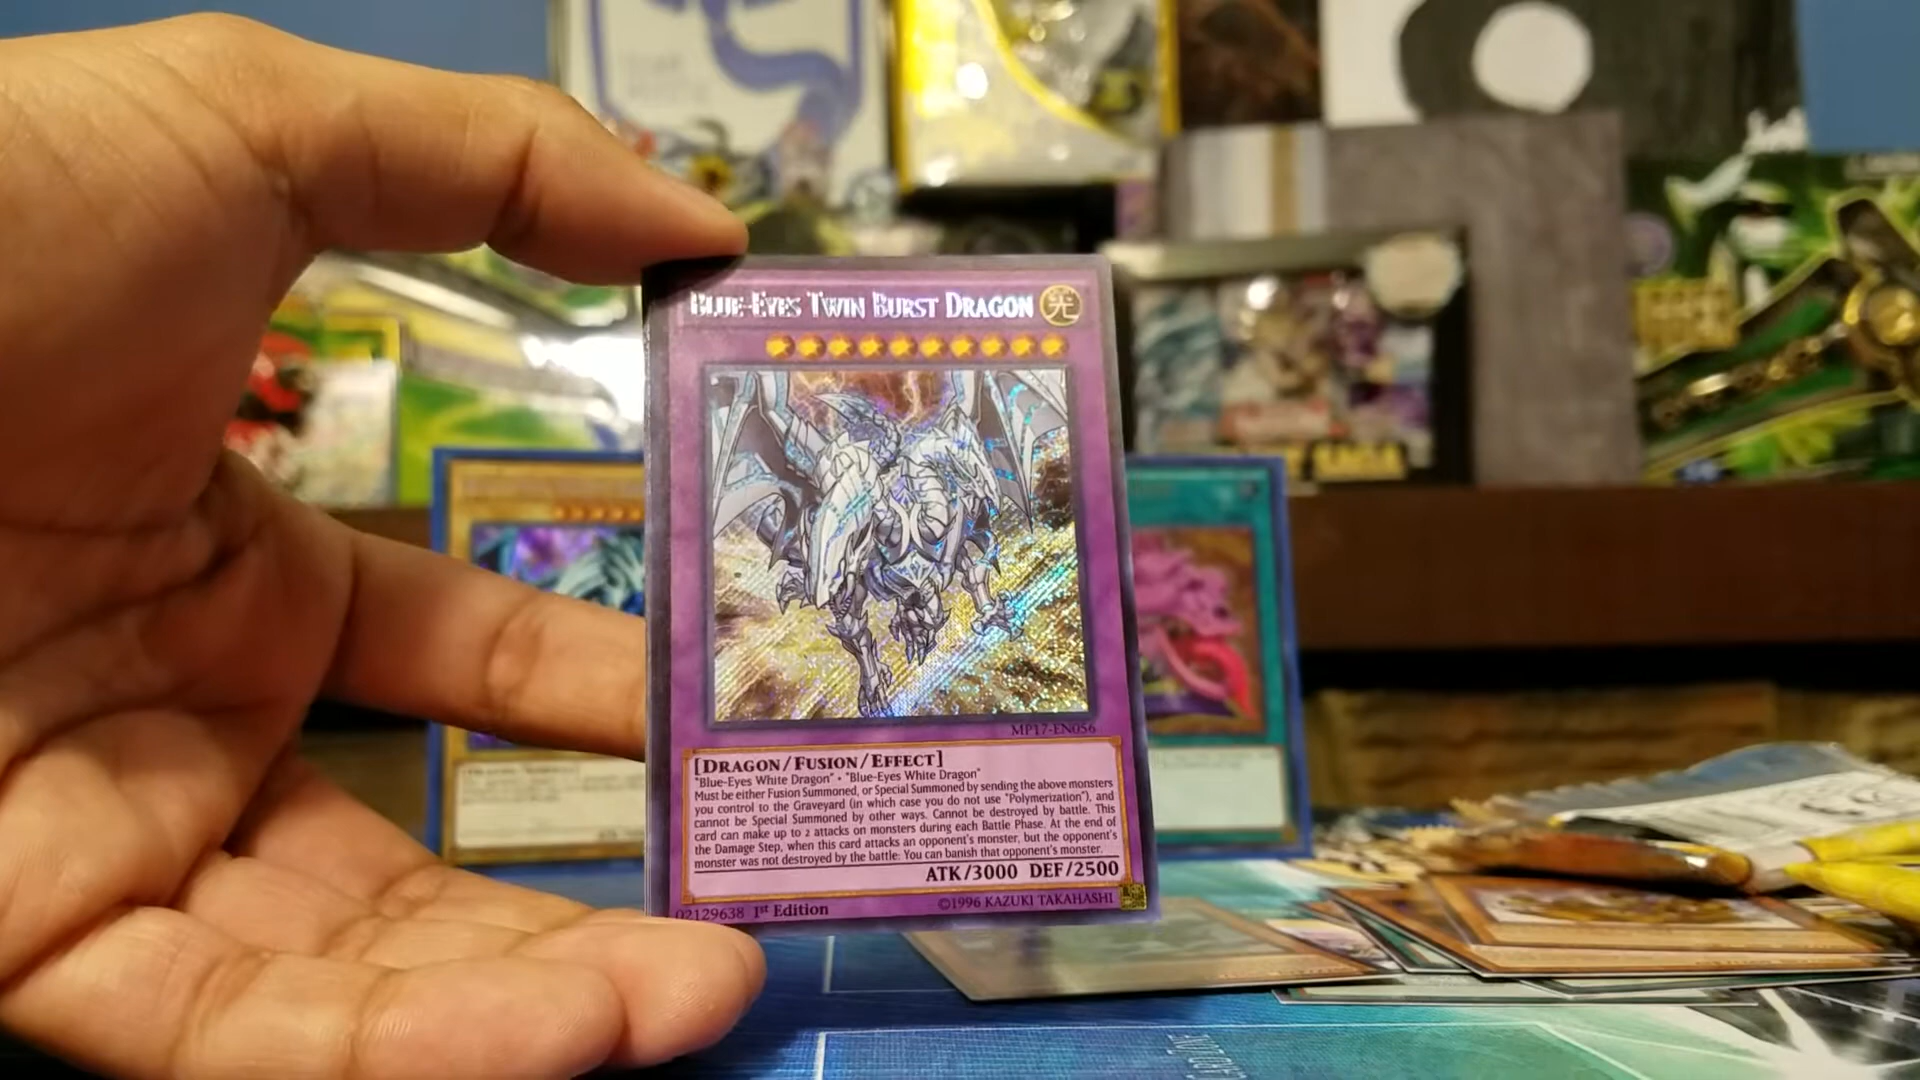 BLUE-EYES TWIN BURST DRAGON
光
MP17-EN056
[DRAGON/FUSION/EFFECT]
"Blue-Eyes White Dragon" + "Blue-Eyes White Dragon"
Must be either Fusion Summoned, or Special Summoned by sending the above monsters
you control to the Graveyard (in which case you do not use "Polymerization"), and
cannot be Special Summoned by other ways. Cannot be destroyed by battle. This
card can make up to 2 attacks on monsters during each Battle Phase. At the end of
the Damage Step, when this card attacks an opponent's monster, but the opponent's
monster was not destroyed by the battle: You can banish that opponent's monster.
ATK/3000 DEF/2500
02129638 1st Edition ©1996 KAZUKI TAKAHASHI